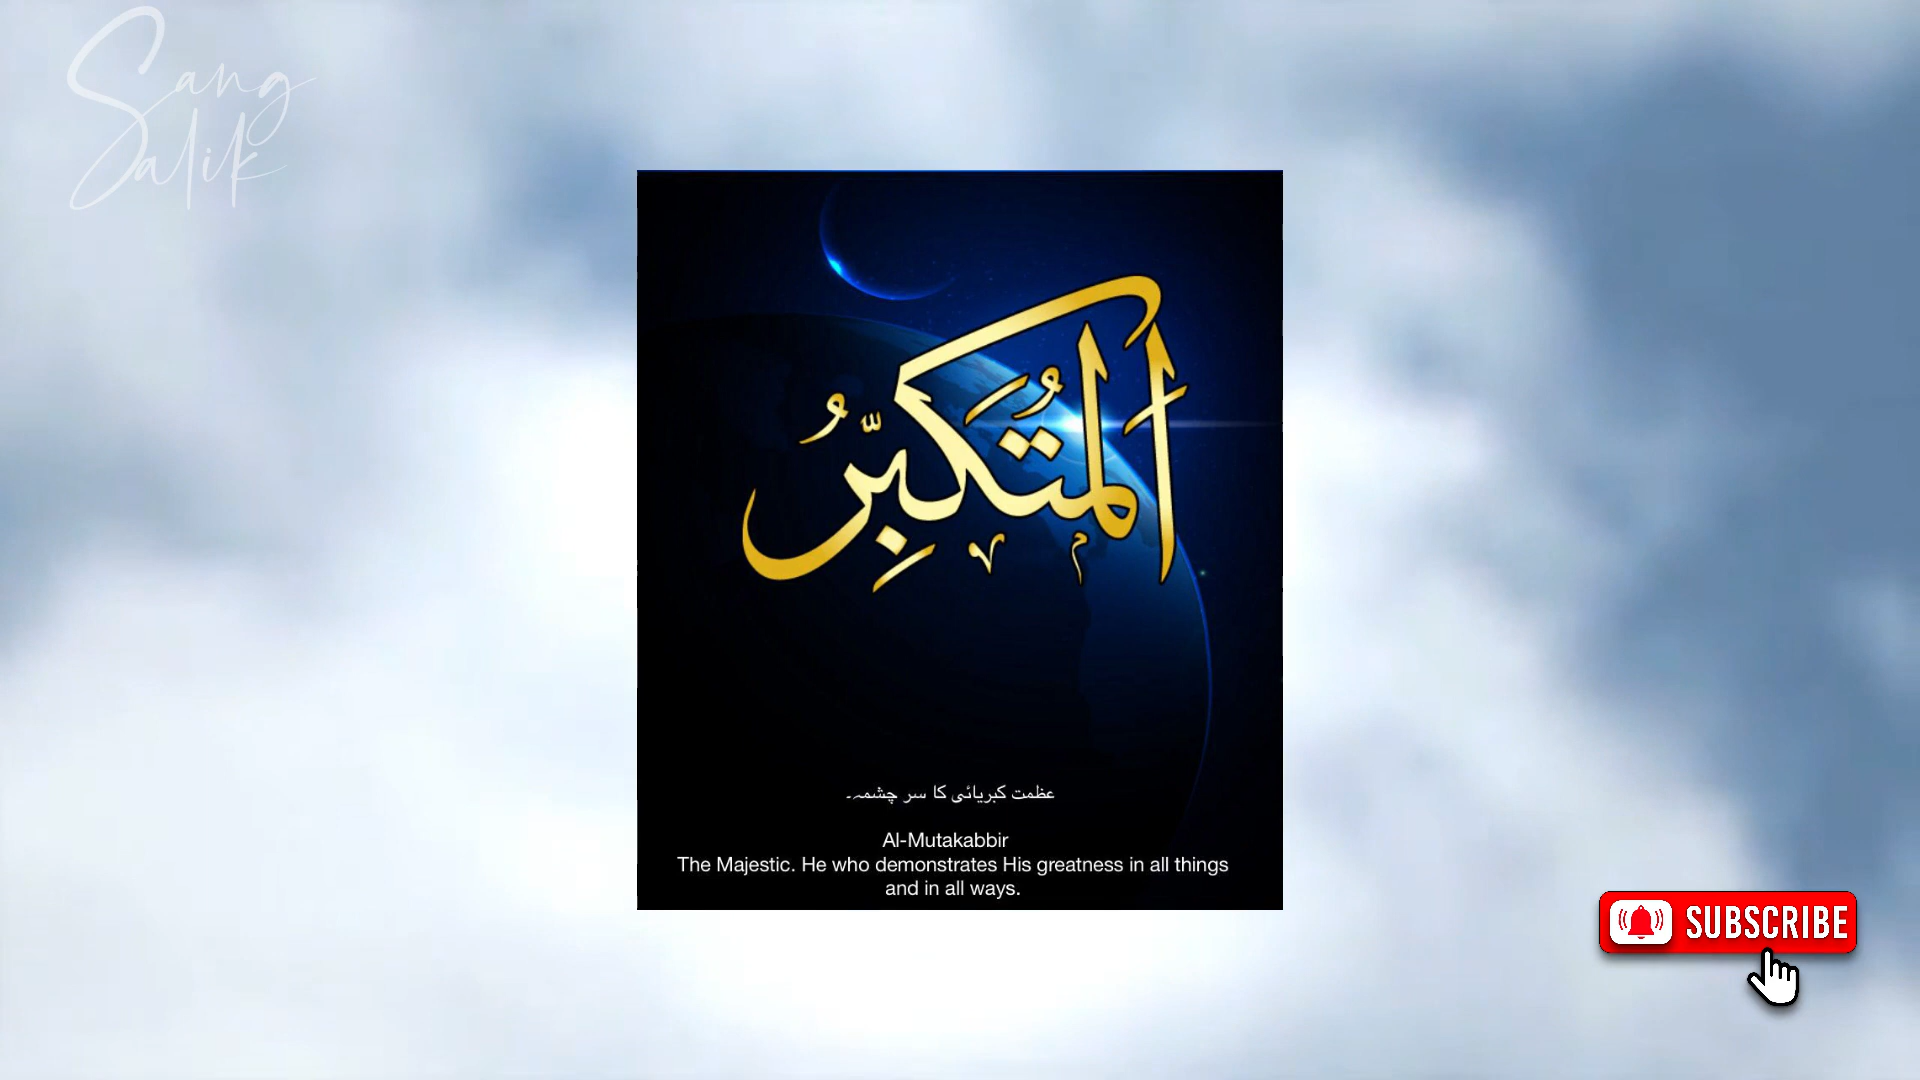 Sang
Salik
اَلْمُتَكَبِّرُ
عظمت کبریائی کا سر چشمہ۔
Al-Mutakabbir
The Majestic. He who demonstrates His greatness in all things
and in all ways.
SUBSCRIBE